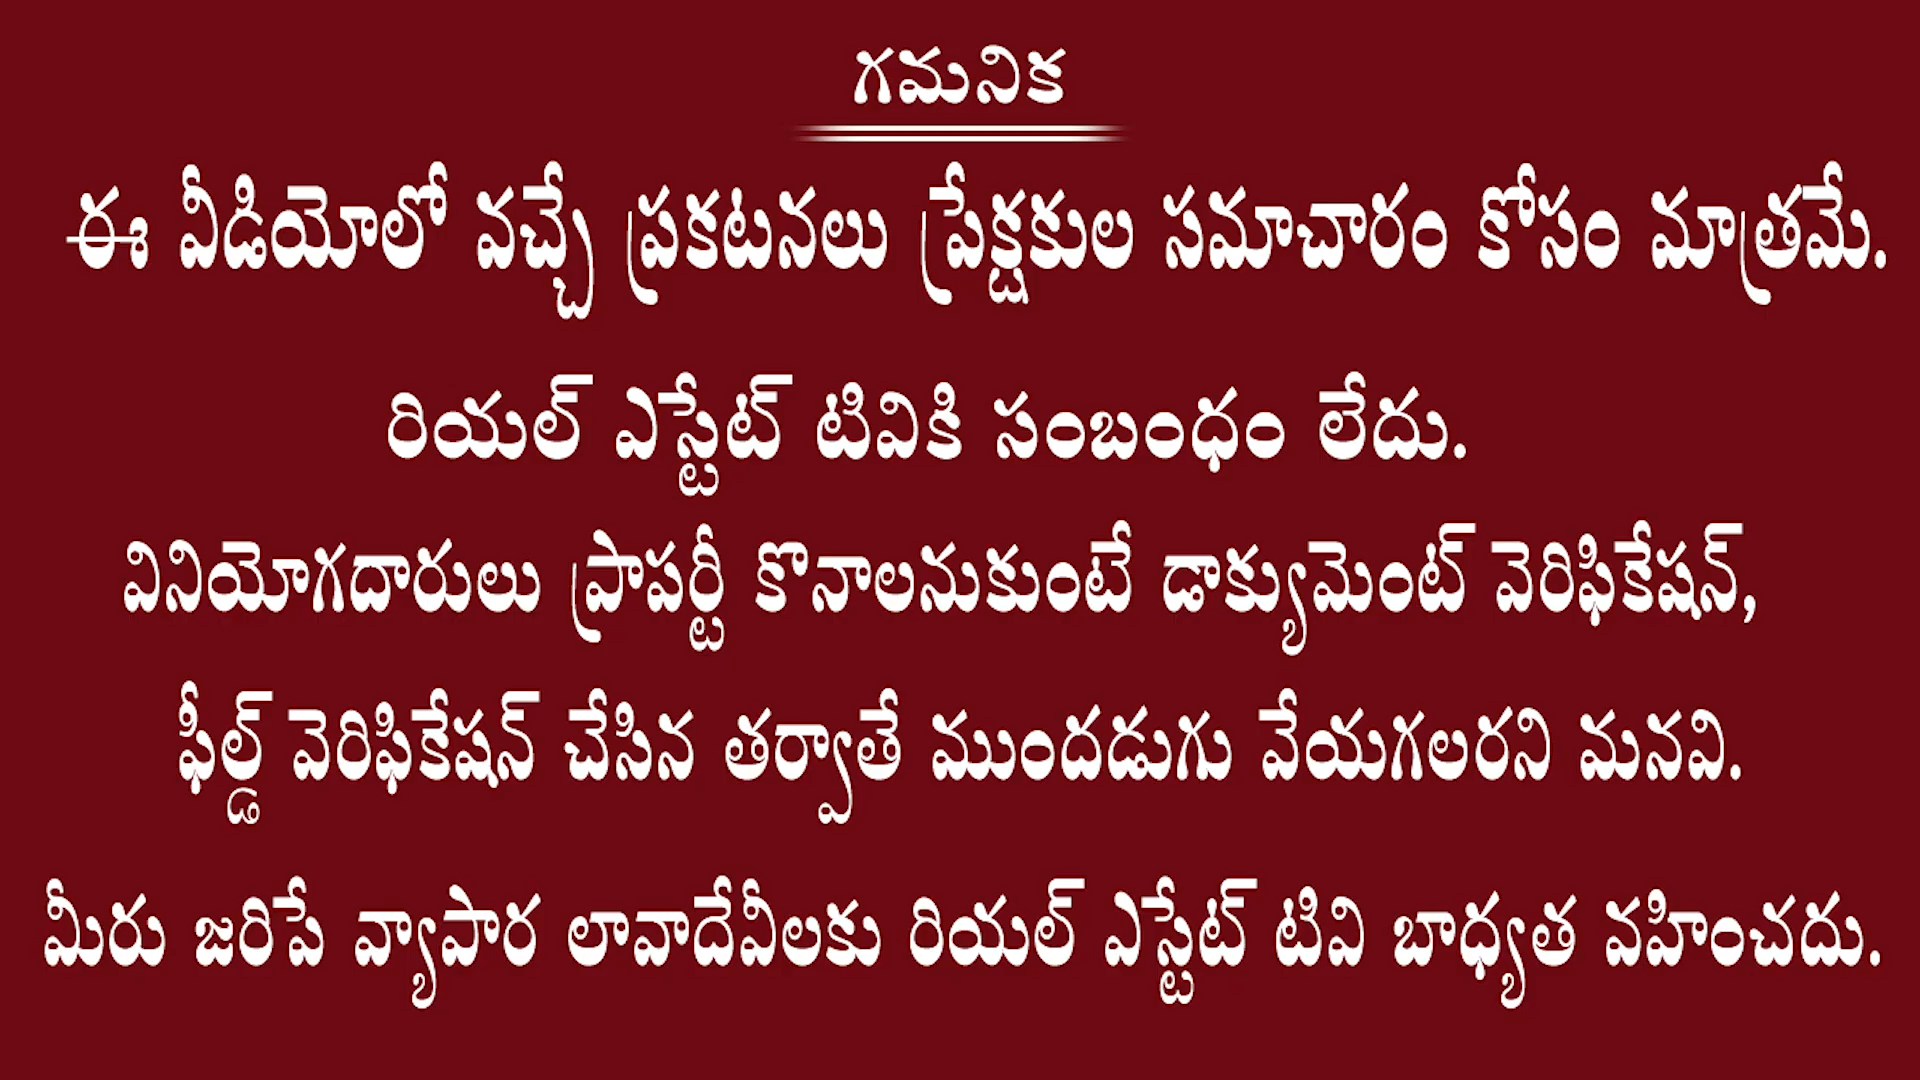 గమనిక
ఈ వీడియోలో వచ్చే ప్రకటనలు ప్రేక్షకుల సమాచారం కోసం మాత్రమే.
రియల్ ఎస్టేట్ టివికి సంబంధం లేదు.
వినియోగదారులు ప్రాపర్టీ కొనాలనుకుంటే డాక్యుమెంట్ వెరిఫికేషన్,
ఫీల్డ్ వెరిఫికేషన్ చేసిన తర్వాతే ముందడుగు వేయగలరని మనవి.
మీరు జరిపే వ్యాపార లావాదేవీలకు రియల్ ఎస్టేట్ టివి బాధ్యత వహించదు.